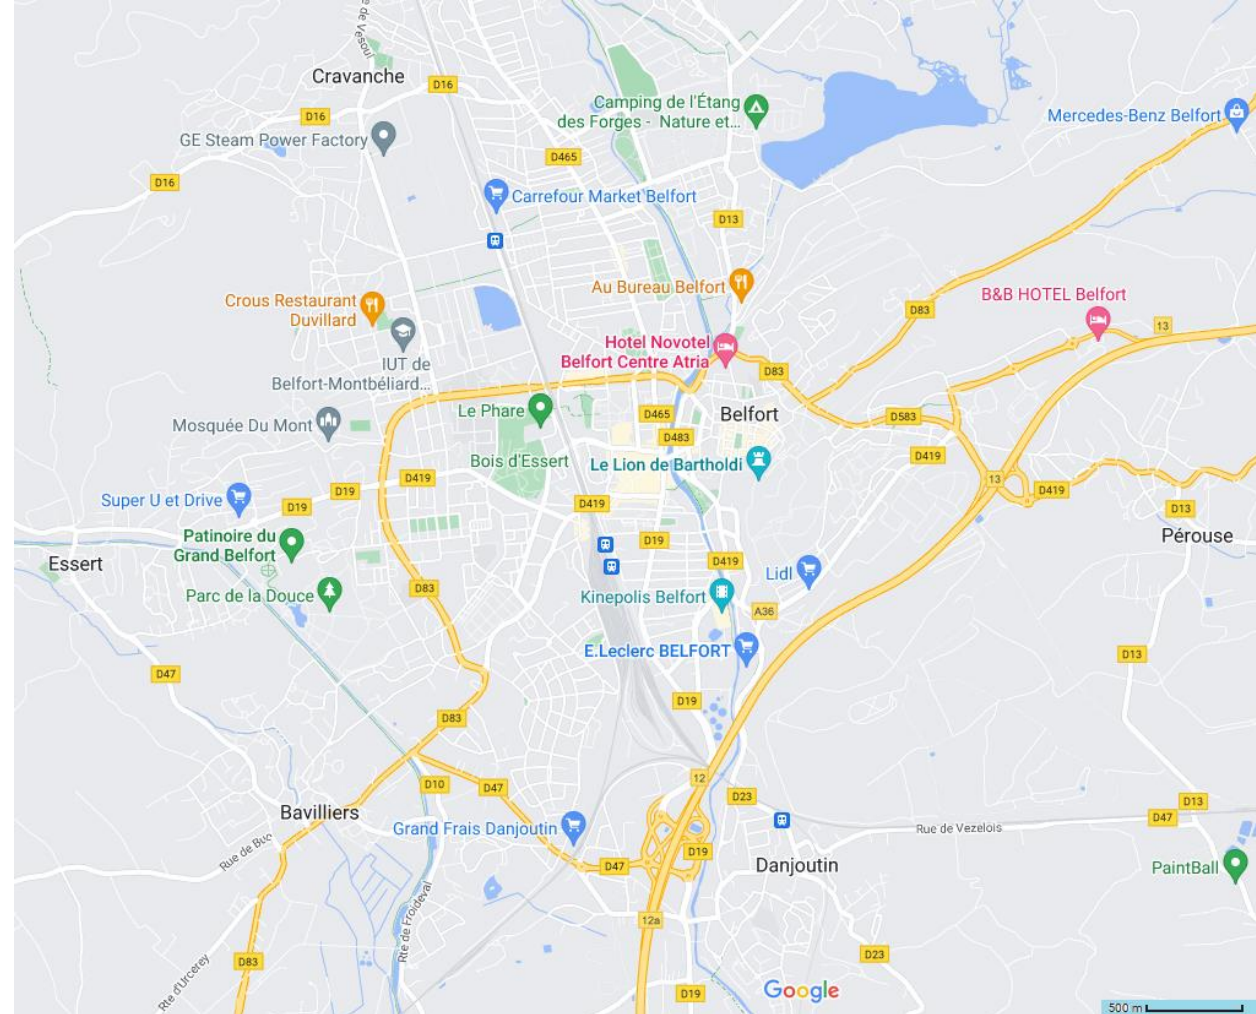 e de Vesoul
Cravanche
D16
Camping de l'Étang
des Forges - Nature et...
D16
Mercedes-Benz Belfort
GE Steam Power Factory
D465
D16
Carrefour Market Belfort
D13
Au Bureau Belfort
B&B HOTEL Belfort
Crous Restaurant
Duvillard
D83
13
Hotel Novotel
Belfort Centre Atria
IUT de
Belfort-Montbéliard...
D83
Le Phare
D465
Belfort
D583
Mosquée Du Mont
D483
D419
Bois d'Essert
Le Lion de Bartholdi
D419
13
D19
D419
Super U et Drive
D19
D419
D13
Patinoire du
Grand Belfort
D19
Pérouse
Essert
D419
Lidl
D83
Parc de la Douce
Kinepolis Belfort
A36
E.Leclerc BELFORT
D13
D47
D19
D83
12
D10
D47
D23
D13
Bavilliers
D47
Grand Frais Danjoutin
Rue de Vezelois
Rue de Buc
D19
D47
Danjoutin
PaintBall
Rte de Froideval
12a
D23
D83
Rte d'Urcerey
D19
Google
500 m